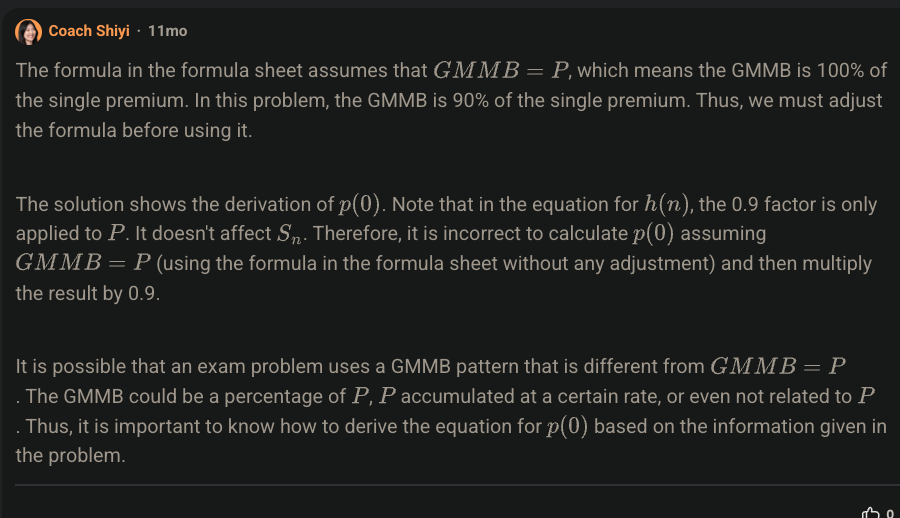 Coach Shiyi · 11mo
The formula in the formula sheet assumes that GMMB = P, which means the GMMB is 100% of
the single premium. In this problem, the GMMB is 90% of the single premium. Thus, we must adjust
the formula before using it.
The solution shows the derivation of p(0). Note that in the equation for h(n), the 0.9 factor is only
applied to P. It doesn't affect Sₙ. Therefore, it is incorrect to calculate p(0) assuming
GMMB = P (using the formula in the formula sheet without any adjustment) and then multiply
the result by 0.9.
It is possible that an exam problem uses a GMMB pattern that is different from GMMB = P
. The GMMB could be a percentage of P, P accumulated at a certain rate, or even not related to P
. Thus, it is important to know how to derive the equation for p(0) based on the information given in
the problem.
0